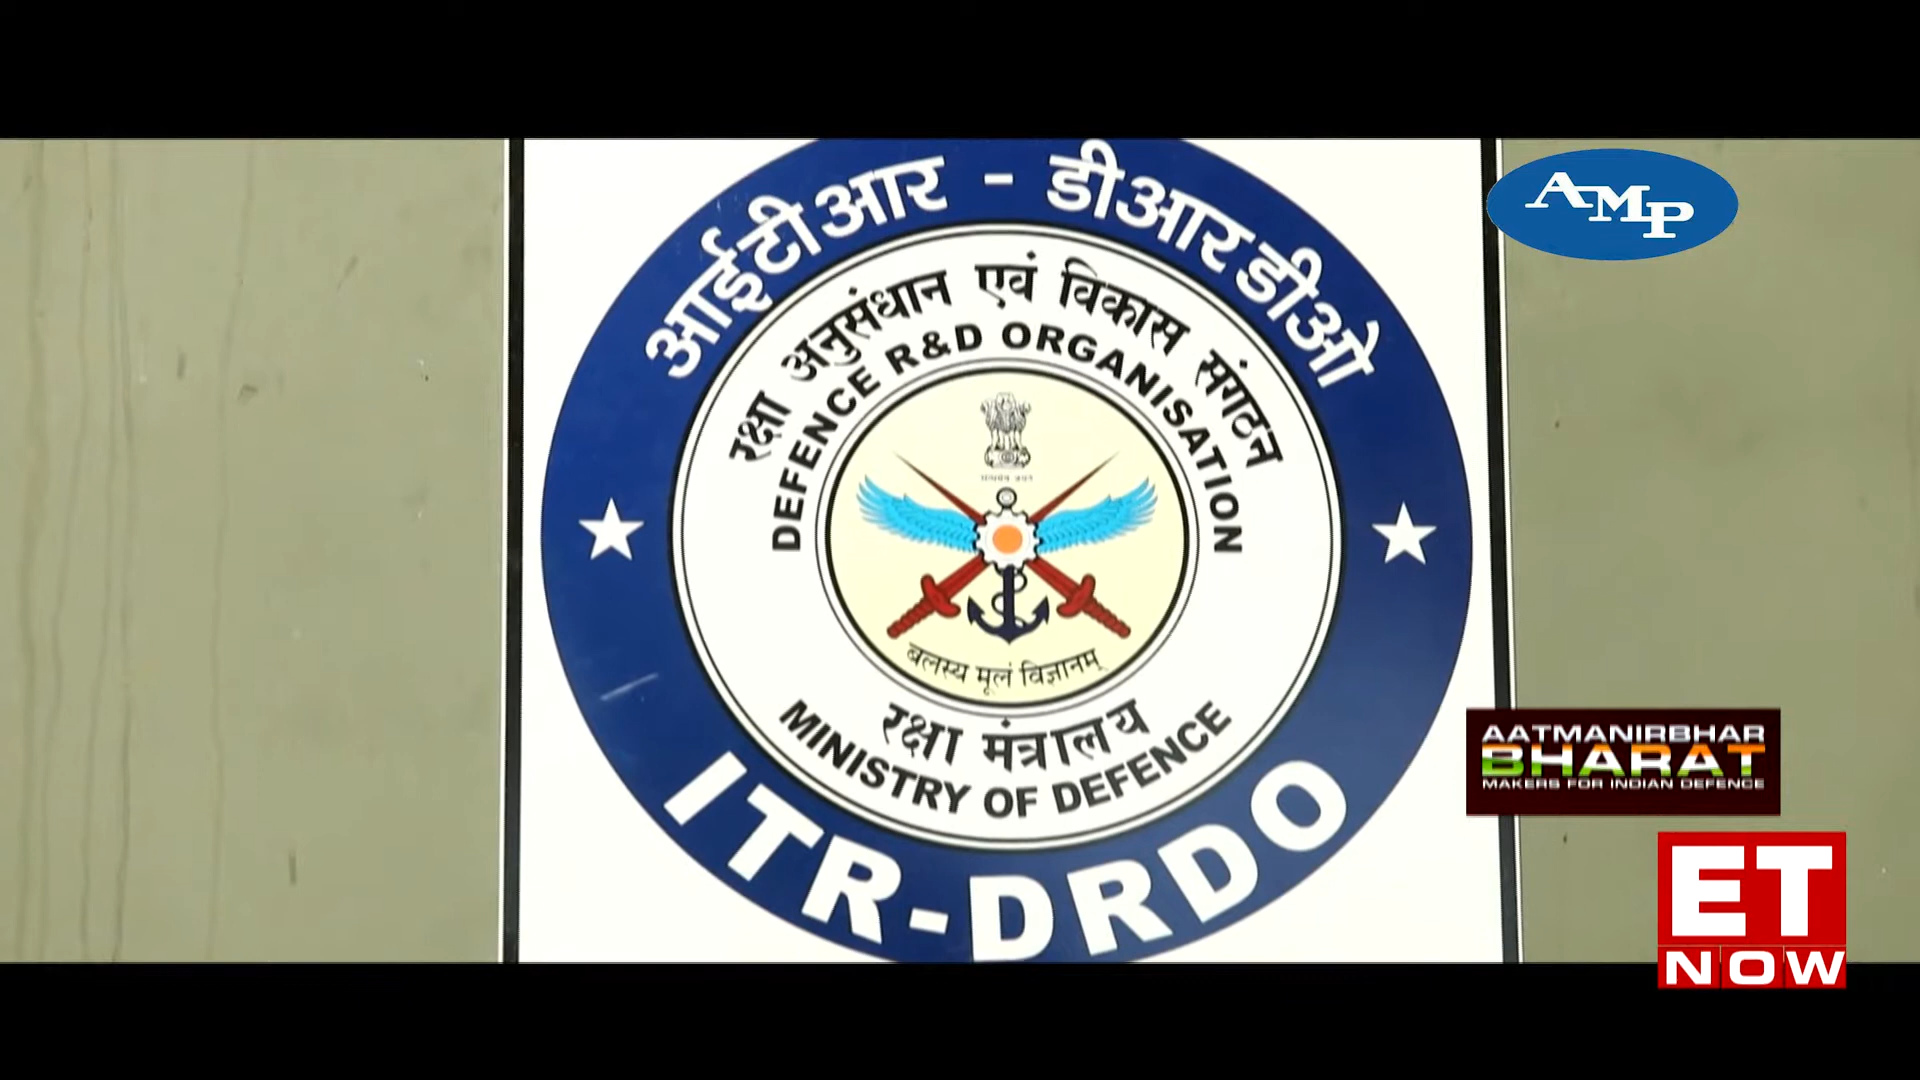 आईटीआर - डीआरडीओ
रक्षा अनुसंधान एवं विकास संगठन
DEFENCE R&D ORGANISATION
बलस्य मूलं विज्ञानम्
रक्षा मंत्रालय
MINISTRY OF DEFENCE
ITR-DRDO
AMP
AATMANIRBHAR
BHARAT
MAKERS FOR INDIAN DEFENCE
ET
NOW